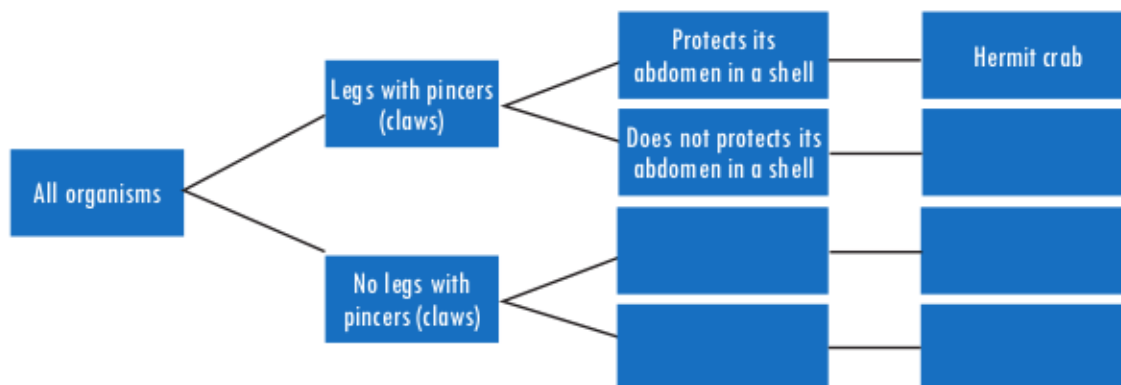 Protects its
abdomen in a shell
Hermit crab
Legs with pincers
(claws)
Does not protects its
abdomen in a shell
All organisms
No legs with
pincers (claws)